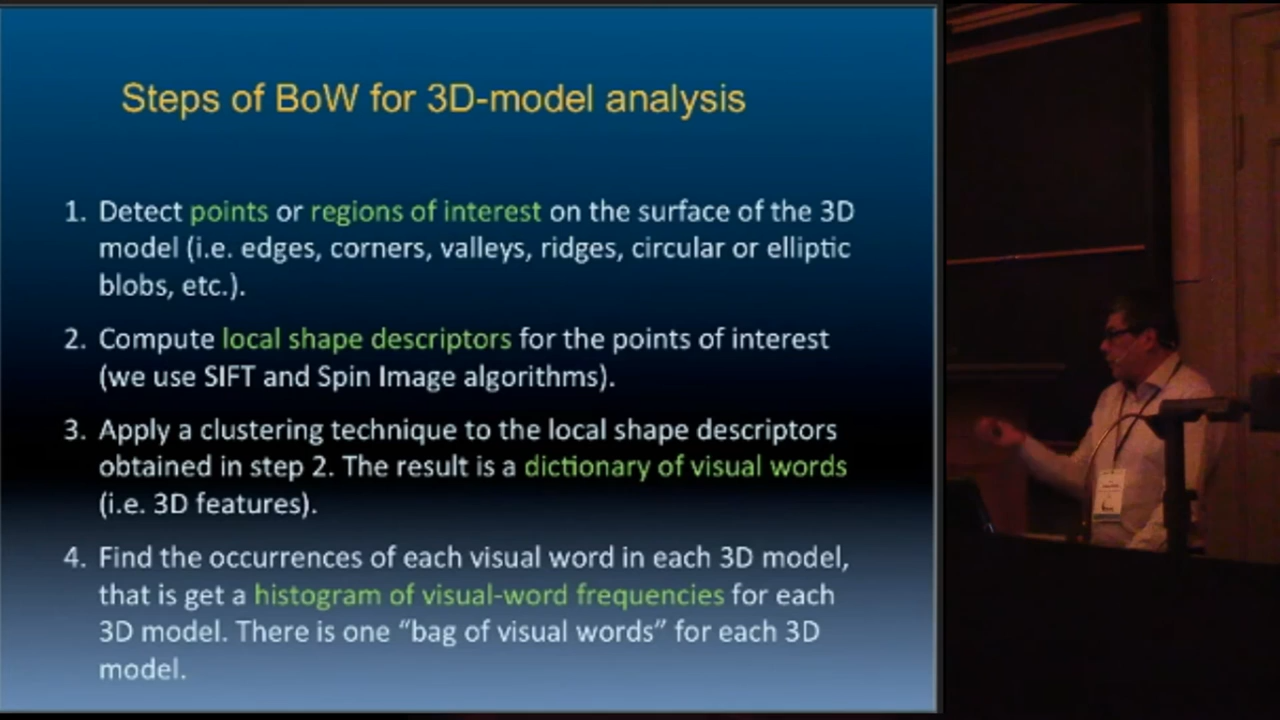 Steps of BoW for 3D-model analysis
1. Detect points or regions of interest on the surface of the 3D
model (i.e. edges, corners, valleys, ridges, circular or elliptic
blobs, etc.).
2. Compute local shape descriptors for the points of interest
(we use SIFT and Spin Image algorithms).
3. Apply a clustering technique to the local shape descriptors
obtained in step 2. The result is a dictionary of visual words
(i.e. 3D features).
4. Find the occurrences of each visual word in each 3D model,
that is get a histogram of visual-word frequencies for each
3D model. There is one “bag of visual words” for each 3D
model.